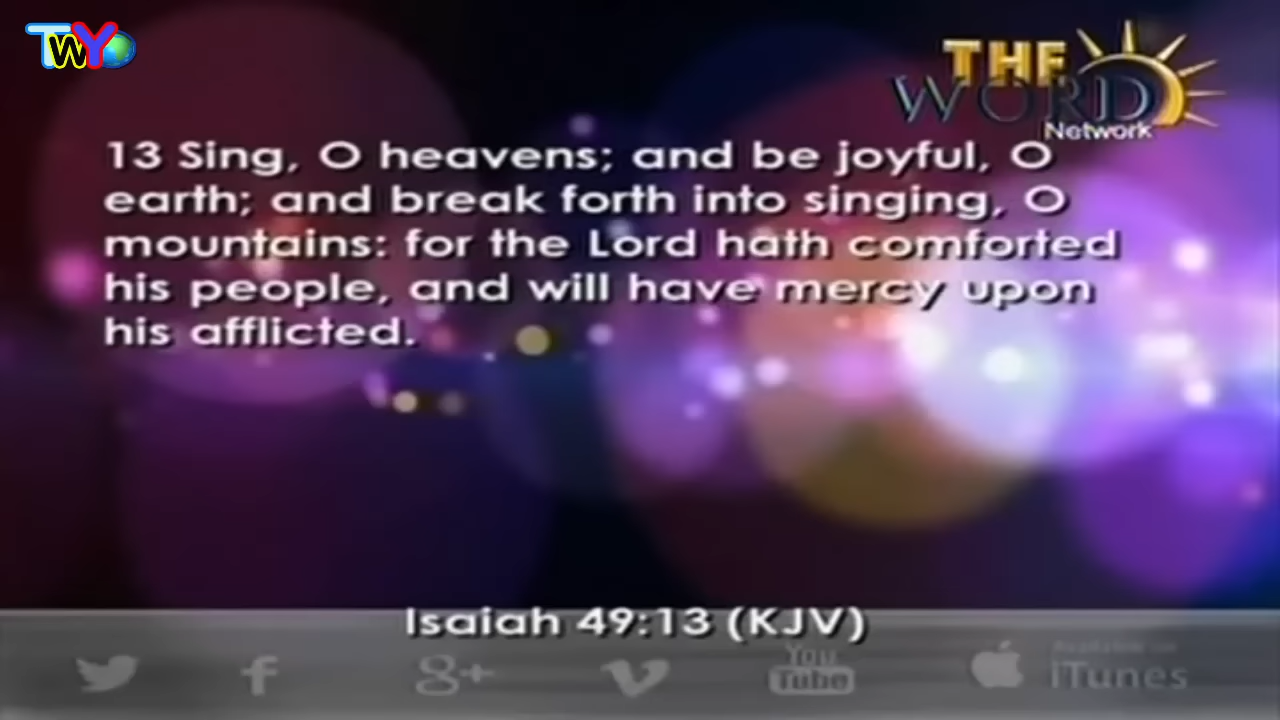 TWY
THE
WORD
Network
13 Sing, O heavens; and be joyful, O
earth; and break forth into singing, O
mountains: for the Lord hath comforted
his people, and will have mercy upon
his afflicted.
Isaiah 49:13 (KJV)
g+
You
Tube
Available on
iTunes